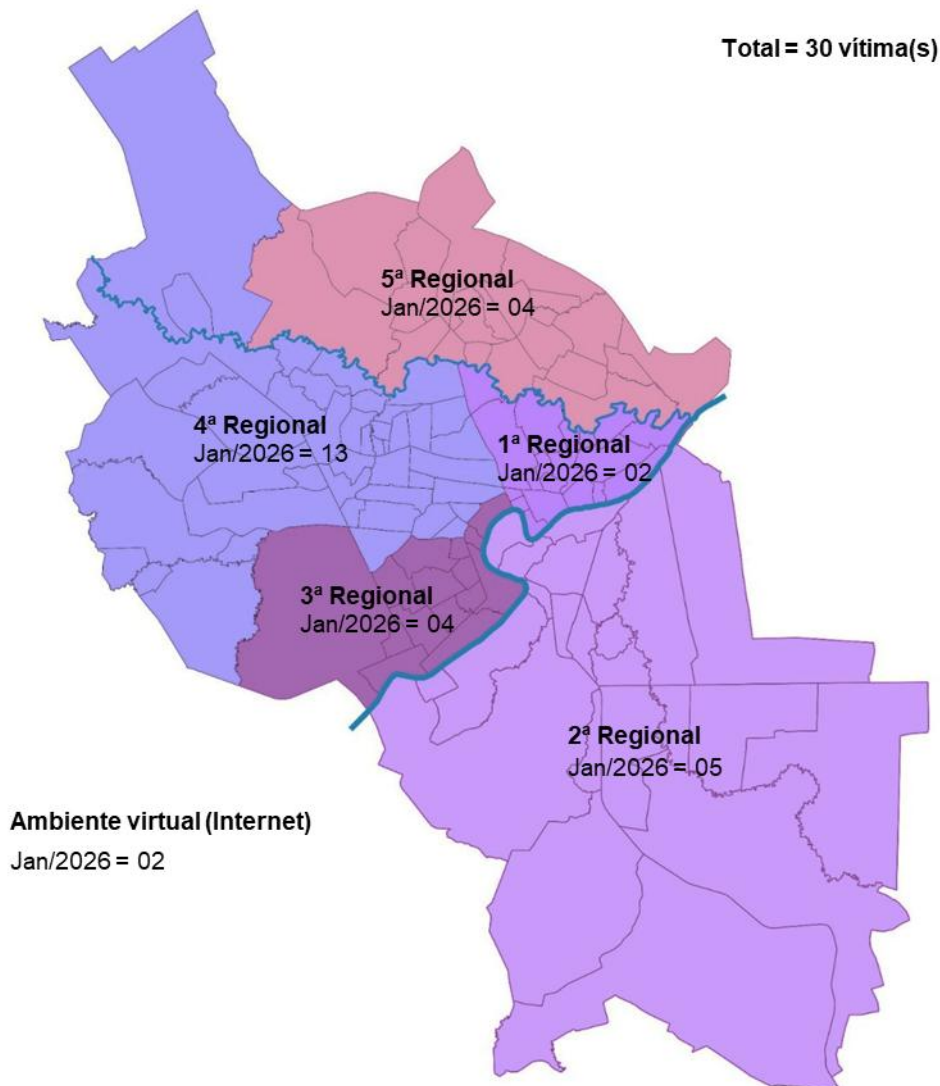 Total = 30 vítima(s)
5ª Regional
Jan/2026 = 04
4ª Regional
Jan/2026 = 13
1ª Regional
Jan/2026 = 02
3ª Regional
Jan/2026 = 04
2ª Regional
Jan/2026 = 05
Ambiente virtual (Internet)
Jan/2026 = 02